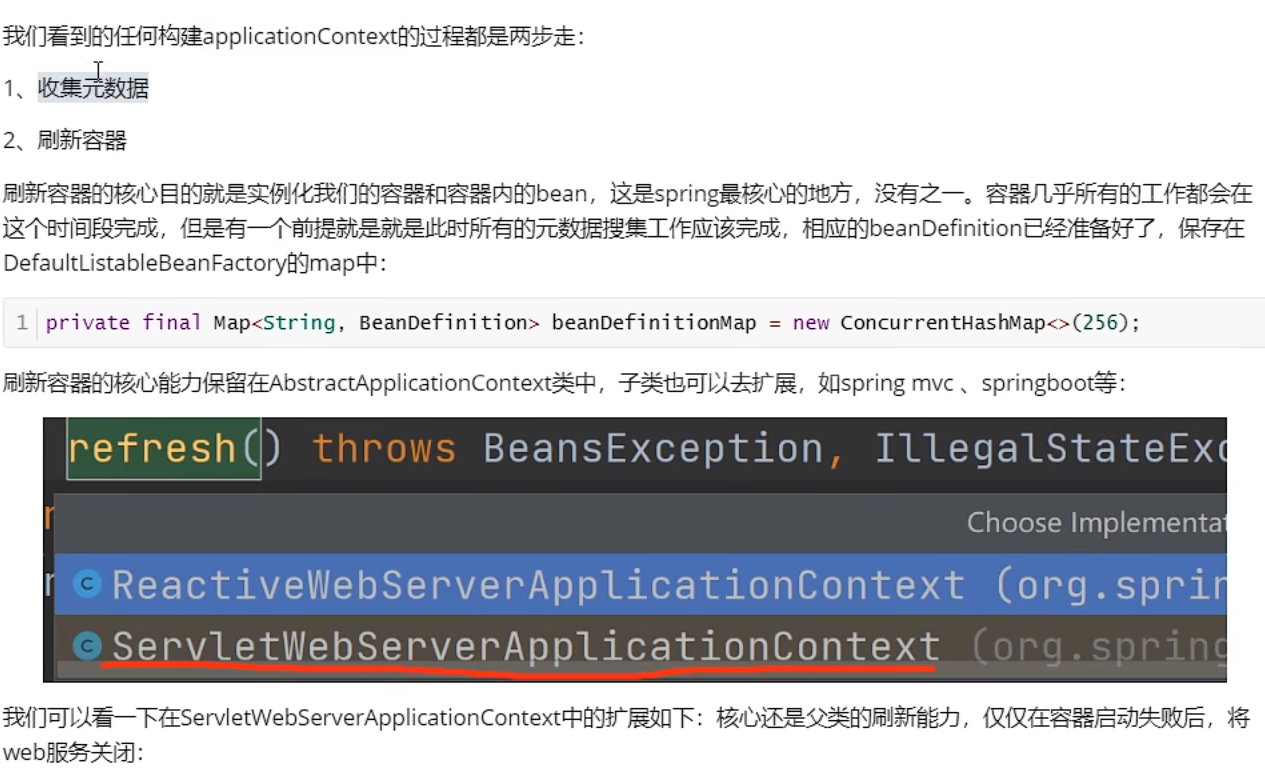 我们看到的任何构建applicationContext的过程都是两步走：
1、收集元数据
2、刷新容器
刷新容器的核心目的就是实例化我们的容器和容器内的bean，这是spring最核心的地方，没有之一。容器几乎所有的工作都会在
这个时间段完成，但是有一个前提就是就是此时所有的元数据搜集工作应该完成，相应的beanDefinition已经准备好了，保存在
DefaultListableBeanFactory的map中：
1 private final Map<String, BeanDefinition> beanDefinitionMap = new ConcurrentHashMap<>(256);
刷新容器的核心能力保留在AbstractApplicationContext类中，子类也可以去扩展，如spring mvc 、springboot等：
refresh() throws BeansException, IllegalStateExc
Choose Implementat
ReactiveWebServerApplicationContext (org.sprin
ServletWebServerApplicationContext (org.spring
我们可以看一下在ServletWebServerApplicationContext中的扩展如下：核心还是父类的刷新能力，仅仅在容器启动失败后，将
web服务关闭：